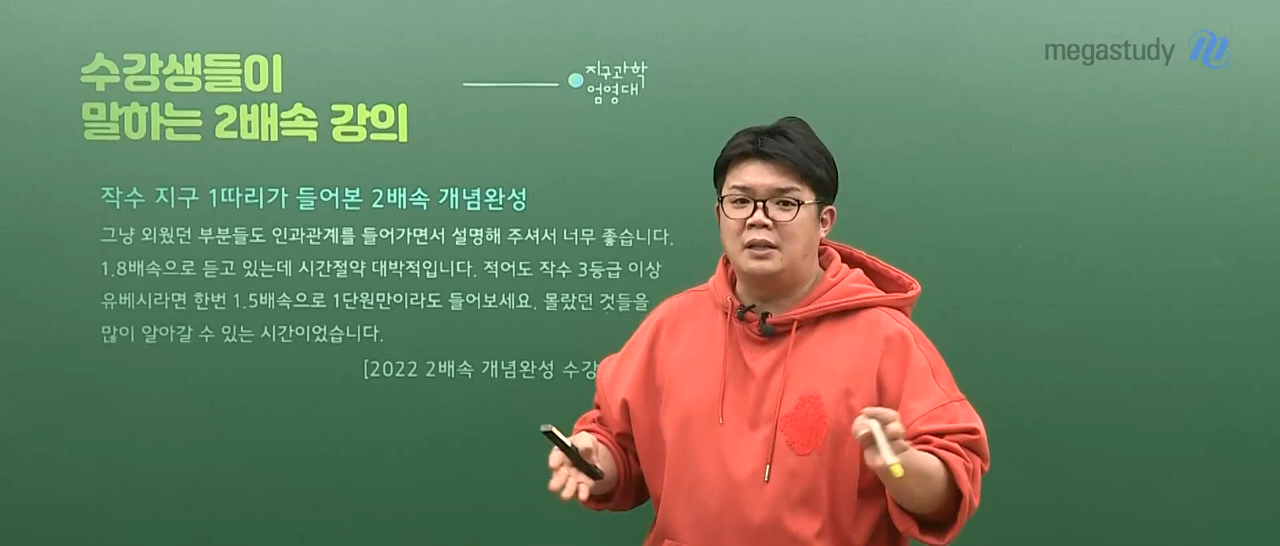 수강생들이
말하는 2배속 강의
지구과학
엄영대
megastudy
작수 지구 1따리가 들어본 2배속 개념완성
그냥 외웠던 부분들도 인과관계를 들어가면서 설명해 주셔서 너무 좋습니다.
1.8배속으로 듣고 있는데 시간절약 대박적입니다. 적어도 작수 3등급 이상
유베시라면 한번 1.5배속으로 1단원만이라도 들어보세요. 몰랐던 것들을
많이 알아갈 수 있는 시간이었습니다.
[2022 2배속 개념완성 수강